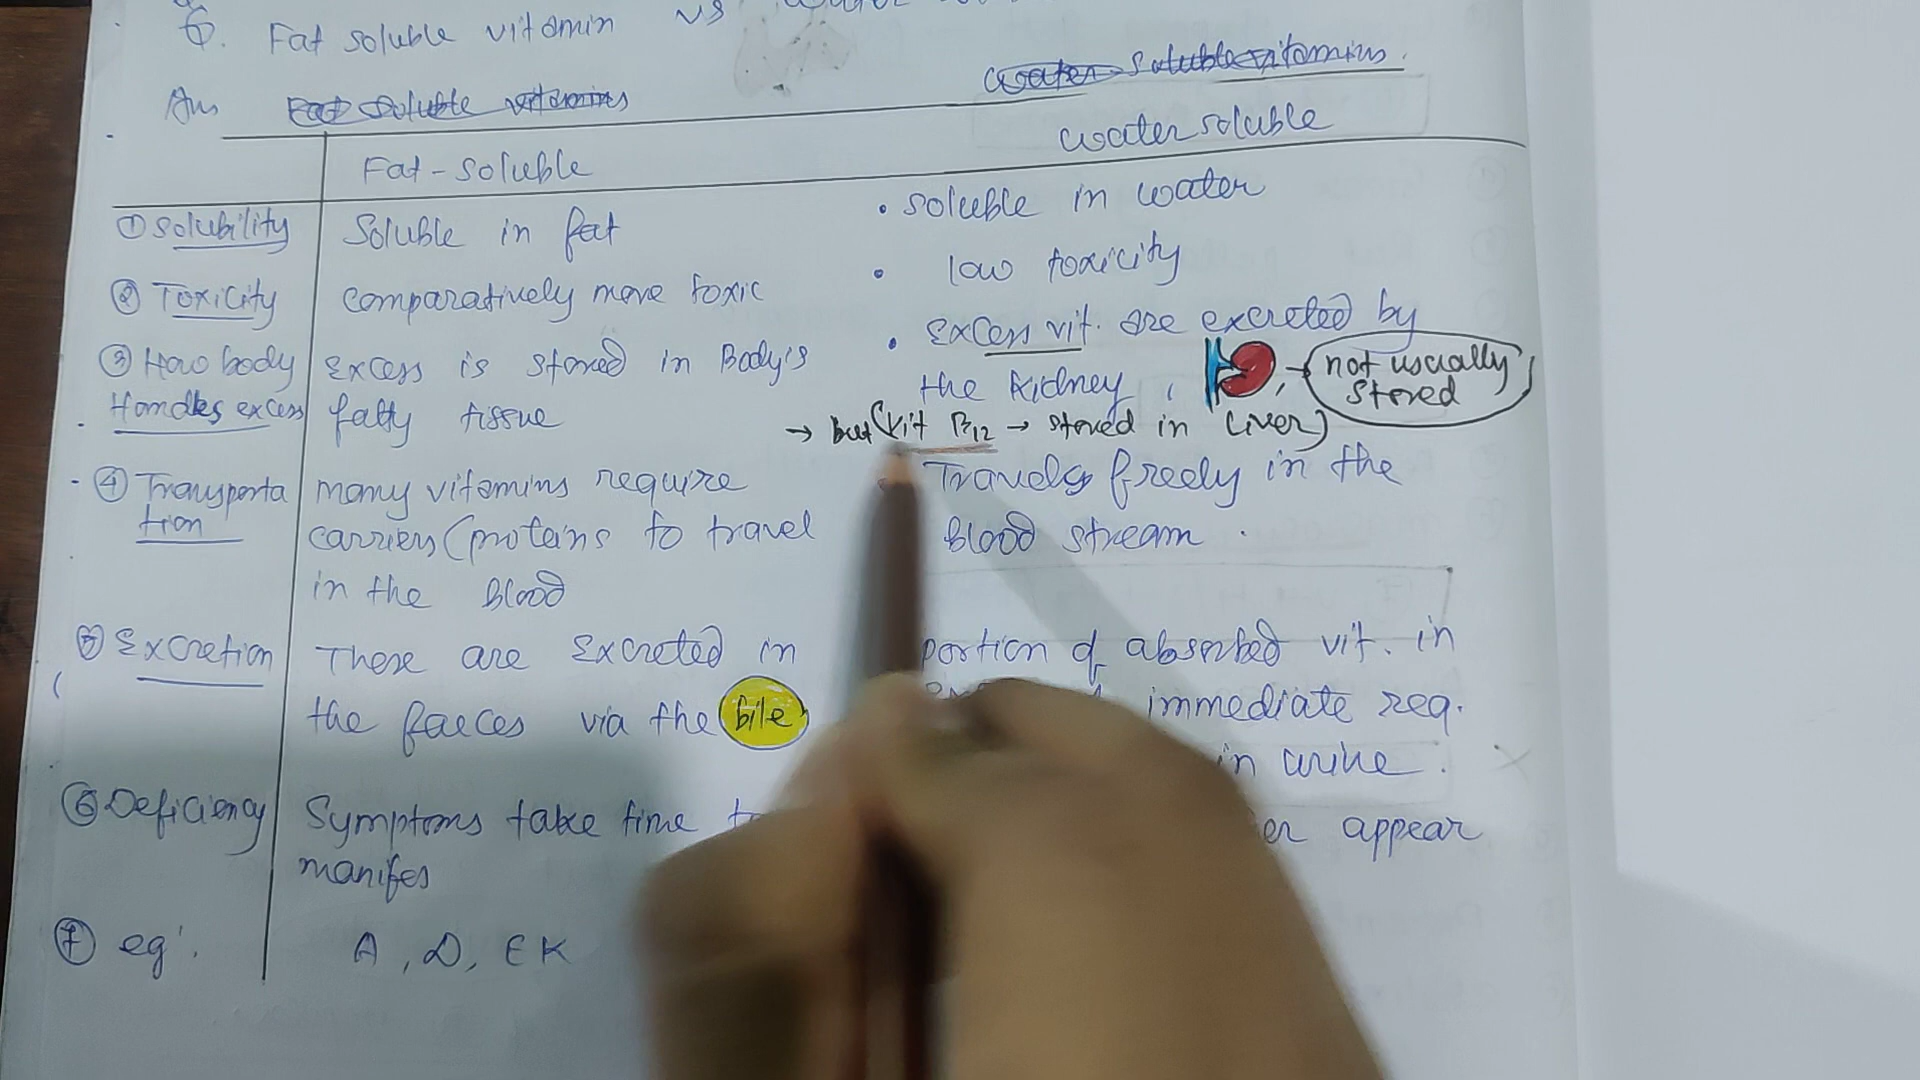 Q. Fat soluble vitamin vs water
Ans Fat soluble vitamins water soluble vitamins.
Fat-soluble water soluble
① Solubility Soluble in fat • soluble in water
② Toxicity comparatively more toxic • low toxicity
③ How body Excess is stored in Body's • Excess vit. are excreted by
Handles excess fatty tissue the kidney, → not usually
stored
→ but (vit B12 → stored in Liver)
④ Transporta many vitamins require Travels freely in the
tion carriers (proteins to travel blood stream.
in the blood
⑤ Excretion These are Excreted in portion of absorbed vit. in
the faeces via the bile immediate req.
in urine.
⑥ Deficiency Symptoms take time appear
manifes
⑦ eg. A, D, E K